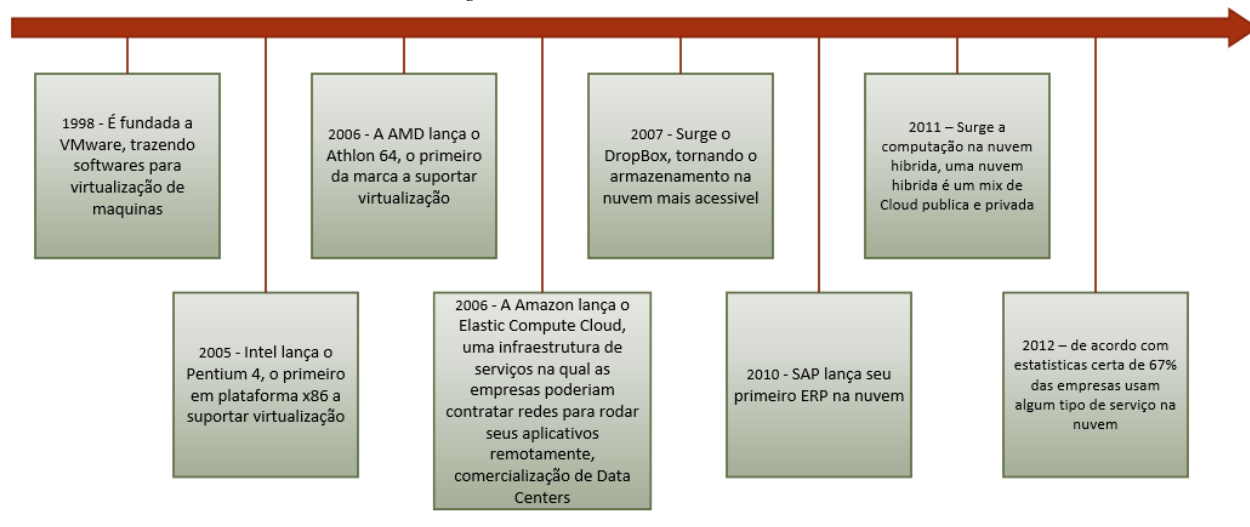 1998 - É fundada a
VMware, trazendo
softwares para
virtualização de
maquinas
2005 - Intel lança o
Pentium 4, o primeiro
em plataforma x86 a
suportar virtualização
2006 - A AMD lança o
Athlon 64, o primeiro
da marca a suportar
virtualização
2006 - A Amazon lança o
Elastic Compute Cloud,
uma infraestrutura de
serviços na qual as
empresas poderiam
contratar redes para rodar
seus aplicativos
remotamente,
comercialização de Data
Centers
2007 - Surge o
DropBox, tornando o
armazenamento na
nuvem mais acessivel
2010 - SAP lança seu
primeiro ERP na nuvem
2011 – Surge a
computação na nuvem
hibrida, uma nuvem
hibrida é um mix de
Cloud publica e privada
2012 – de acordo com
estatisticas certa de 67%
das empresas usam
algum tipo de serviço na
nuvem